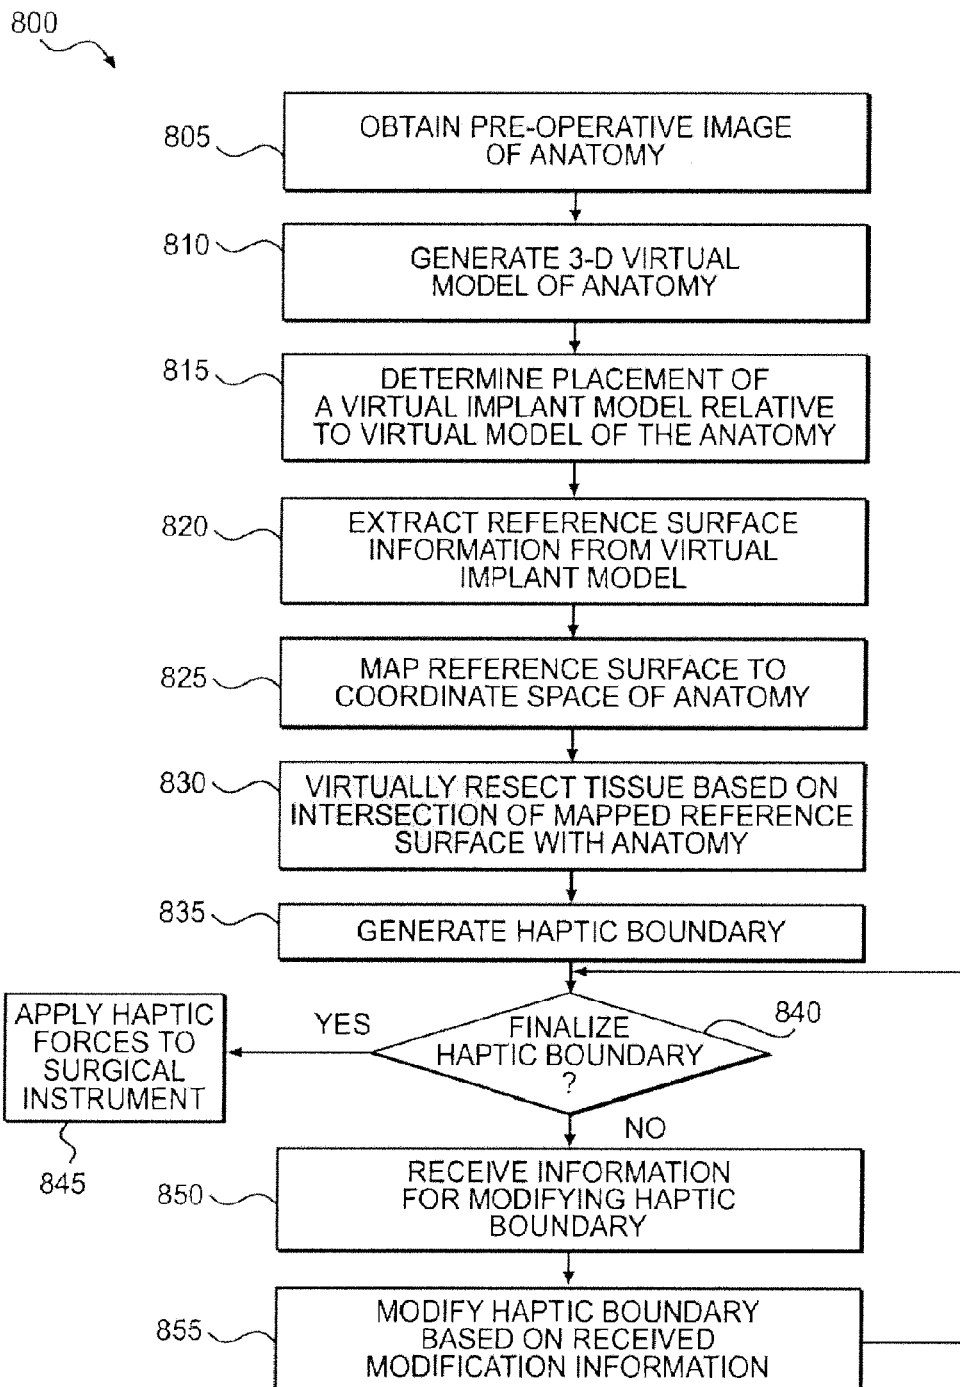 800
805
OBTAIN PRE-OPERATIVE IMAGE
OF ANATOMY
810
GENERATE 3-D VIRTUAL
MODEL OF ANATOMY
815
DETERMINE PLACEMENT OF
A VIRTUAL IMPLANT MODEL RELATIVE
TO VIRTUAL MODEL OF THE ANATOMY
820
EXTRACT REFERENCE SURFACE
INFORMATION FROM VIRTUAL
IMPLANT MODEL
825
MAP REFERENCE SURFACE TO
COORDINATE SPACE OF ANATOMY
830
VIRTUALLY RESECT TISSUE BASED ON
INTERSECTION OF MAPPED REFERENCE
SURFACE WITH ANATOMY
835
GENERATE HAPTIC BOUNDARY
840
FINALIZE
HAPTIC BOUNDARY
?
YES
APPLY HAPTIC
FORCES TO
SURGICAL
INSTRUMENT
845
NO
850
RECEIVE INFORMATION
FOR MODIFYING HAPTIC
BOUNDARY
855
MODIFY HAPTIC BOUNDARY
BASED ON RECEIVED
MODIFICATION INFORMATION